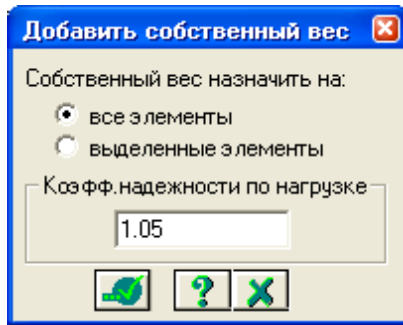 Добавить собственный вес
Собственный вес назначить на:
все элементы
выделенные элементы
Коэфф.надежности по нагрузке
1.05
?